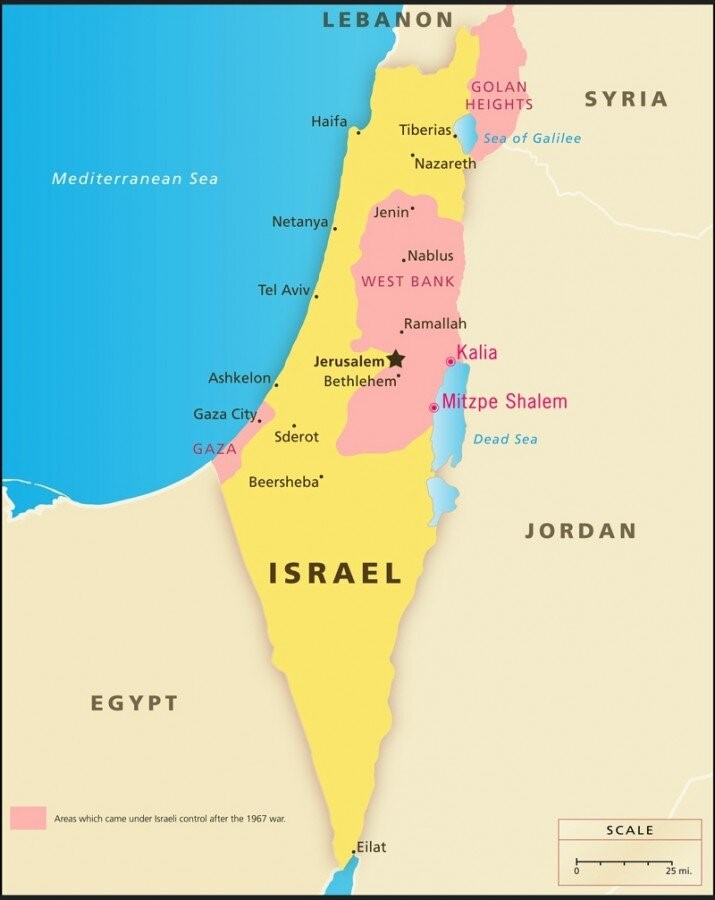 LEBANON
GOLAN
HEIGHTS
SYRIA
Haifa
Tiberias
Sea of Galilee
Nazareth
Mediterranean Sea
Jenin
Netanya
Nablus
WEST BANK
Tel Aviv
Ramallah
Jerusalem
Kalia
Bethlehem
Ashkelon
Mitzpe Shalem
Gaza City
Sderot
Dead Sea
GAZA
Beersheba
JORDAN
ISRAEL
EGYPT
Areas which came under Israeli control after the 1967 war.
SCALE
0 25 mi.
Eilat